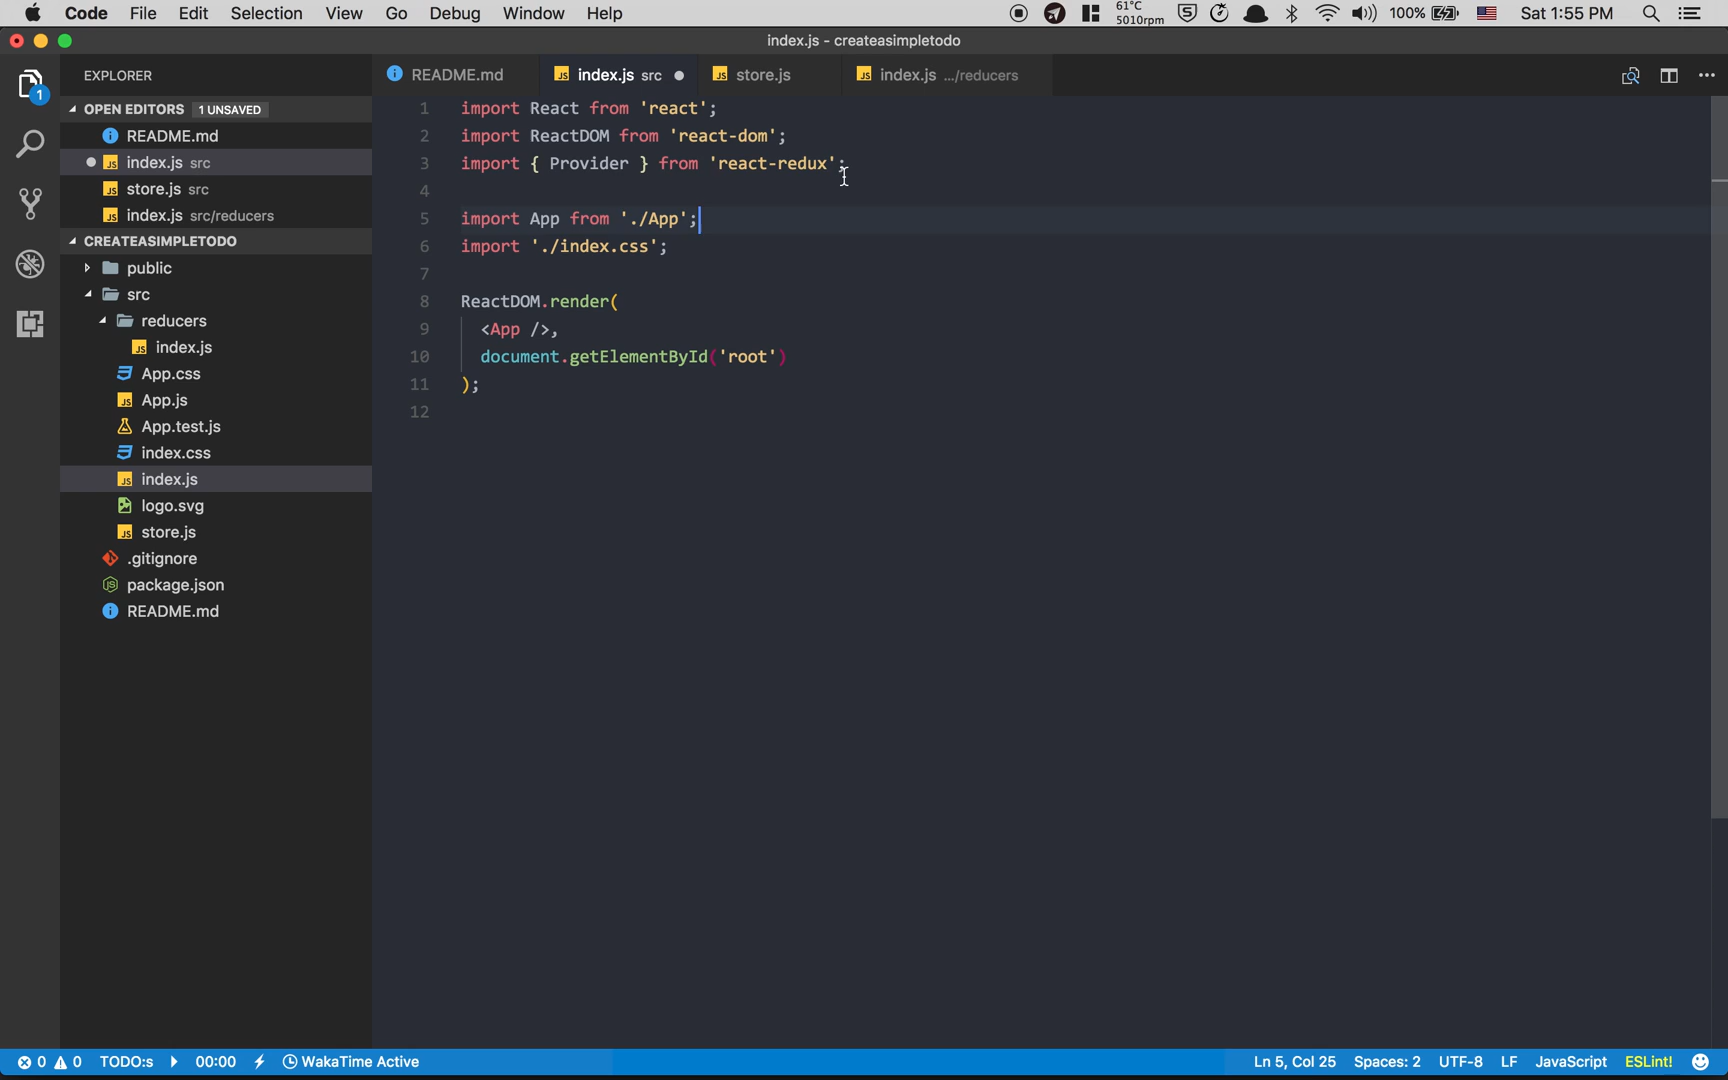 Code File Edit Selection View Go Debug Window Help 61°C 5010rpm 100% Sat 1:55 PM
index.js - createasimpletodo
EXPLORER
README.md index.js src store.js index.js .../reducers
OPEN EDITORS 1 UNSAVED
README.md
index.js src
store.js src
index.js src/reducers
CREATEASIMPLETODO
public
src
reducers
index.js
App.css
App.js
App.test.js
index.css
index.js
logo.svg
store.js
.gitignore
package.json
README.md
1 import React from 'react';
2 import ReactDOM from 'react-dom';
3 import { Provider } from 'react-redux';
4
5 import App from './App';
6 import './index.css';
7
8 ReactDOM.render(
9 <App />,
10 document.getElementById('root')
11 );
12
0 0 TODO:s 00:00 WakaTime Active Ln 5, Col 25 Spaces: 2 UTF-8 LF JavaScript ESLint!